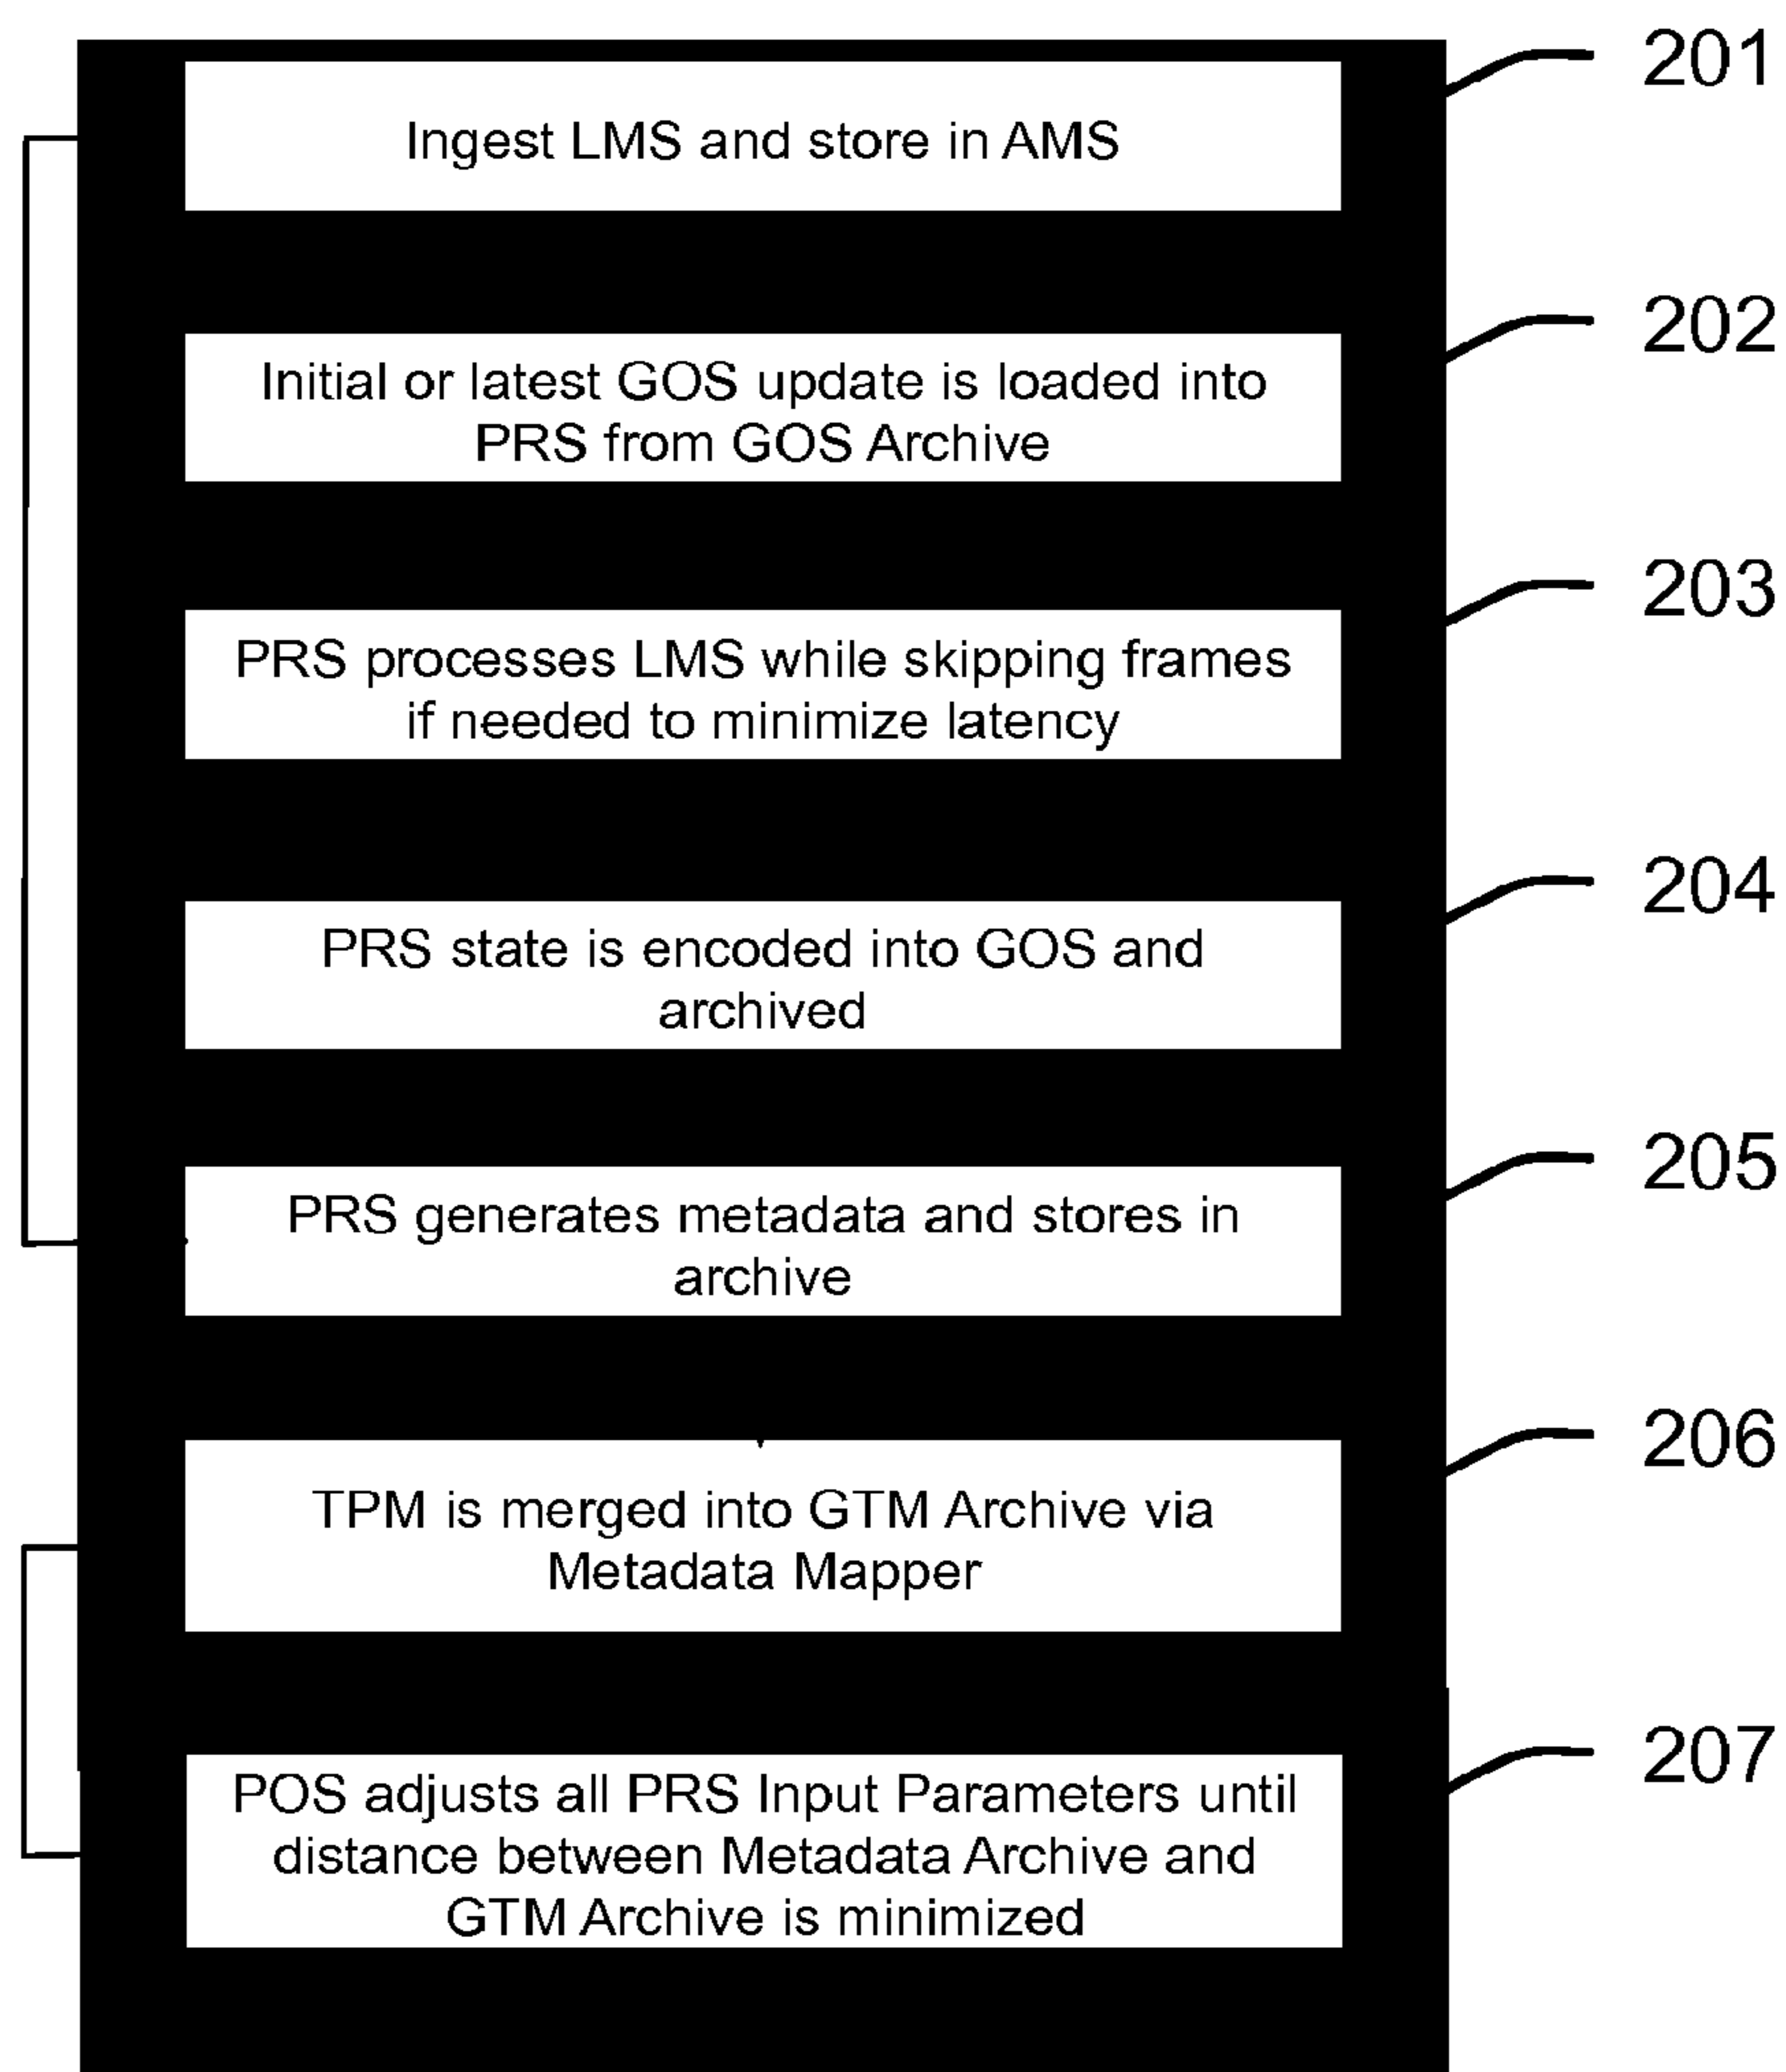 201
Ingest LMS and store in AMS
202
Initial or latest GOS update is loaded into
PRS from GOS Archive
203
PRS processes LMS while skipping frames
if needed to minimize latency
204
PRS state is encoded into GOS and
archived
205
PRS generates metadata and stores in
archive
206
TPM is merged into GTM Archive via
Metadata Mapper
207
POS adjusts all PRS Input Parameters until
distance between Metadata Archive and
GTM Archive is minimized